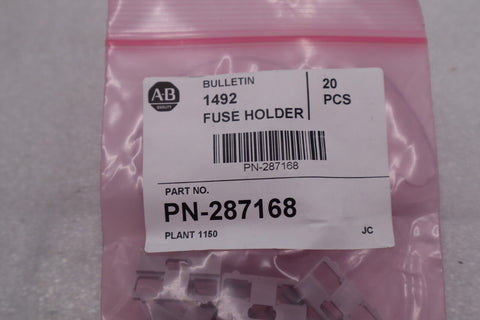 A-B
QUALITY
BULLETIN
1492
FUSE HOLDER
20
PCS
PN-287168
PART NO.
PN-287168
PLANT 1150
JC